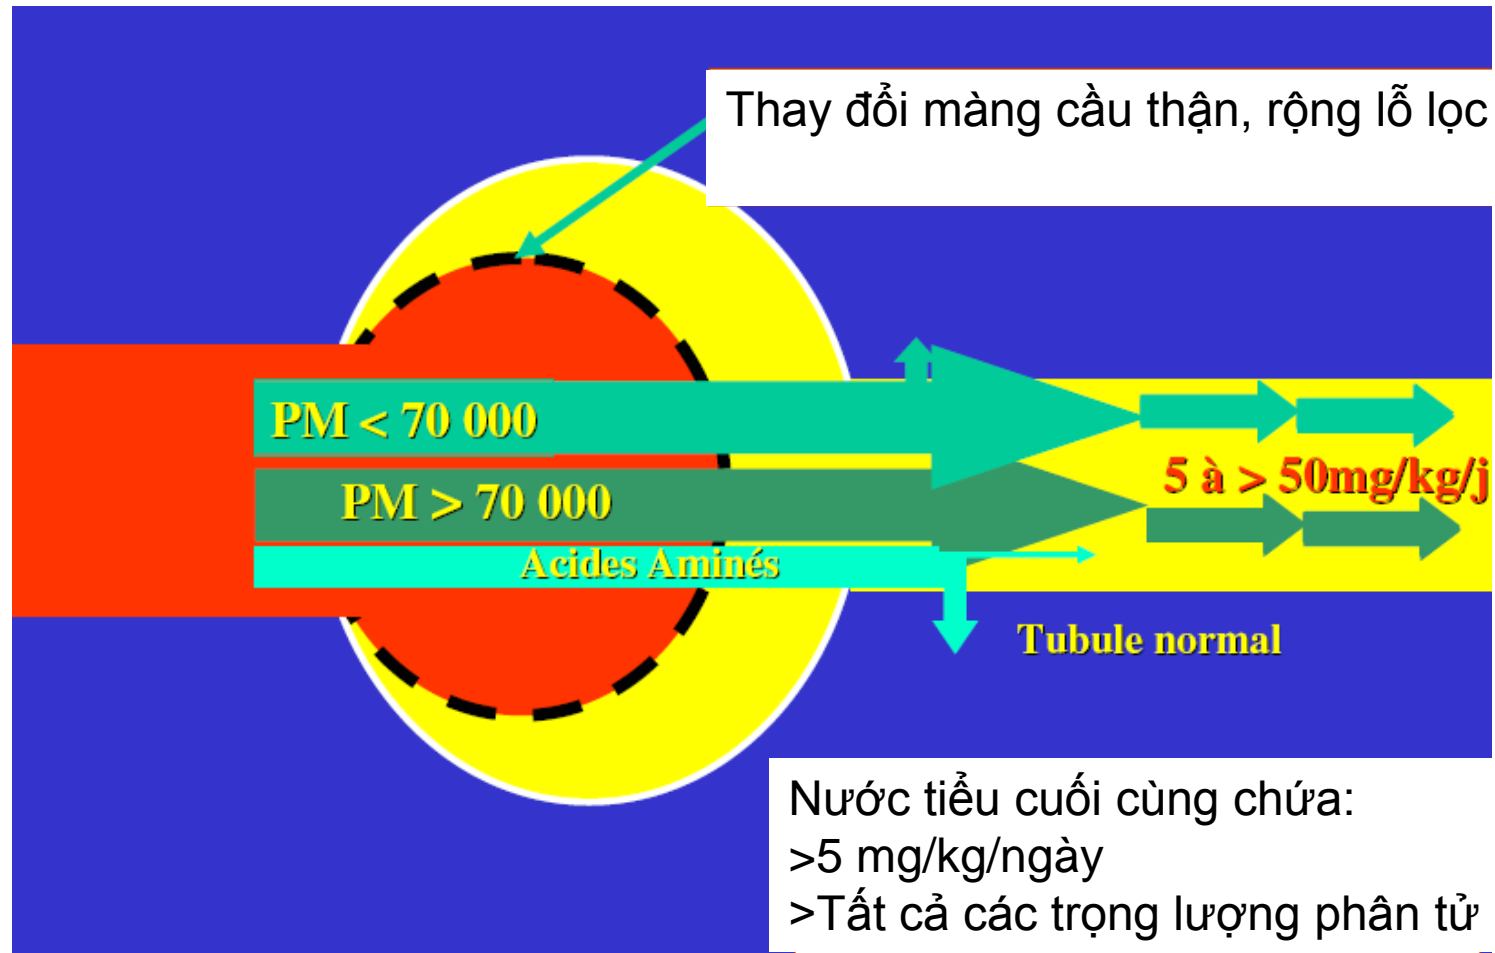 Thay đổi màng cầu thận, rộng lỗ lọc
PM < 70 000
5 à > 50mg/kg/j
PM > 70 000
Acides Aminés
Tubule normal
Nước tiểu cuối cùng chứa:
>5 mg/kg/ngày
>Tất cả các trọng lượng phân tử